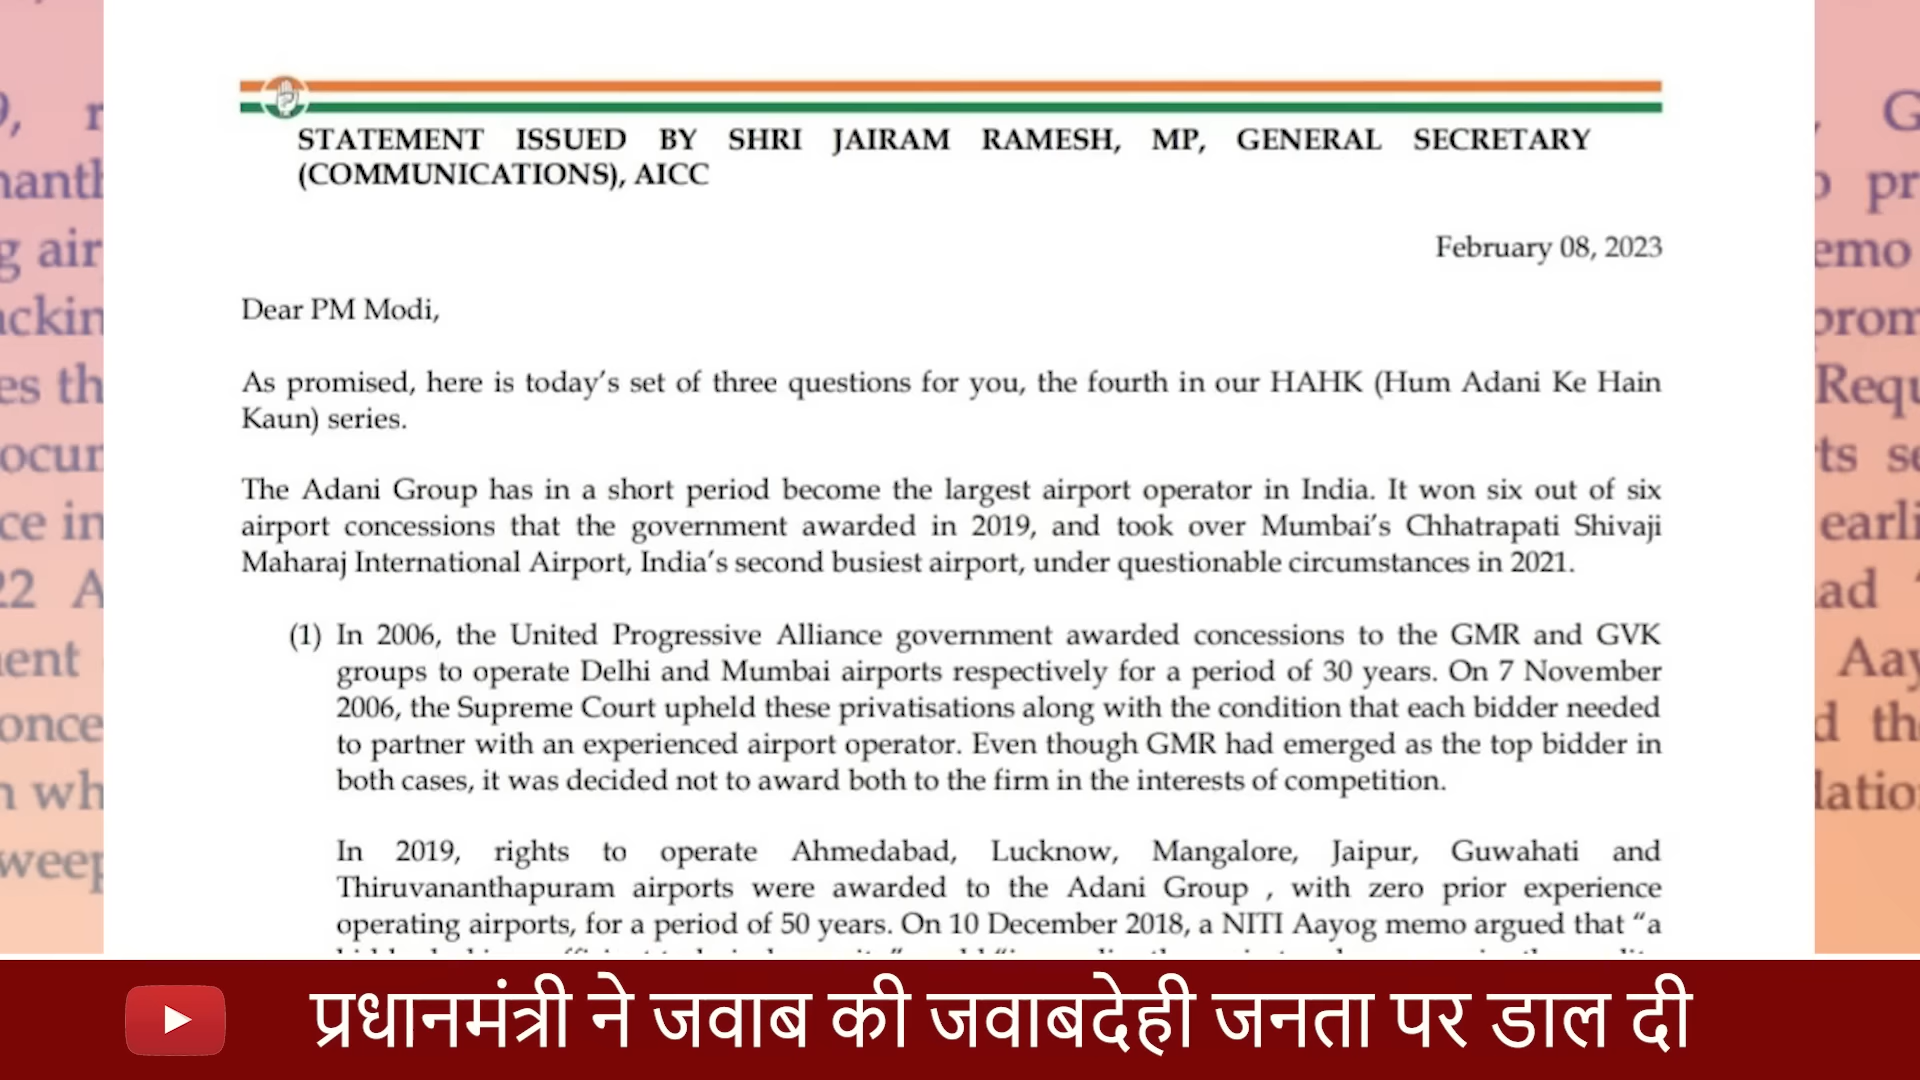 STATEMENT ISSUED BY SHRI JAIRAM RAMESH, MP, GENERAL SECRETARY
(COMMUNICATIONS), AICC
February 08, 2023
Dear PM Modi,
As promised, here is today’s set of three questions for you, the fourth in our HAHK (Hum Adani Ke Hain
Kaun) series.
The Adani Group has in a short period become the largest airport operator in India. It won six out of six
airport concessions that the government awarded in 2019, and took over Mumbai’s Chhatrapati Shivaji
Maharaj International Airport, India’s second busiest airport, under questionable circumstances in 2021.
(1) In 2006, the United Progressive Alliance government awarded concessions to the GMR and GVK
groups to operate Delhi and Mumbai airports respectively for a period of 30 years. On 7 November
2006, the Supreme Court upheld these privatisations along with the condition that each bidder needed
to partner with an experienced airport operator. Even though GMR had emerged as the top bidder in
both cases, it was decided not to award both to the firm in the interests of competition.
In 2019, rights to operate Ahmedabad, Lucknow, Mangalore, Jaipur, Guwahati and
Thiruvananthapuram airports were awarded to the Adani Group , with zero prior experience
operating airports, for a period of 50 years. On 10 December 2018, a NITI Aayog memo argued that “a
प्रधानमंत्री ने जवाब की जवाबदेही जनता पर डाल दी